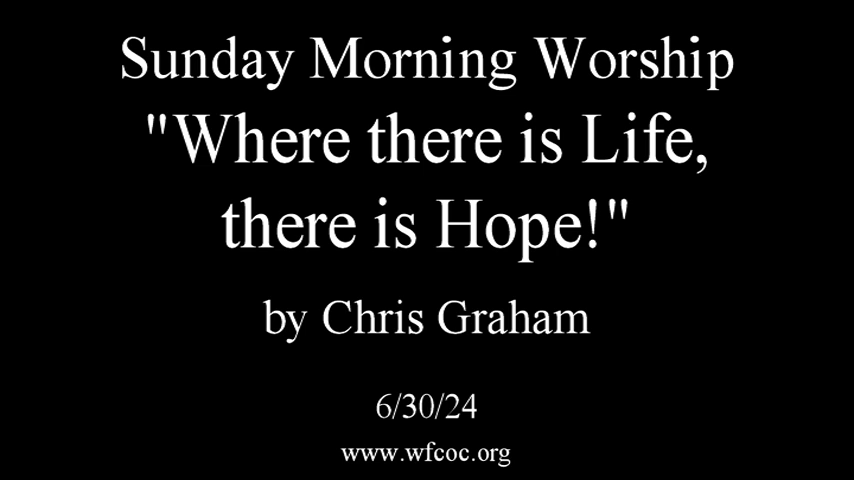 Sunday Morning Worship
"Where there is Life,
there is Hope!"
by Chris Graham
6/30/24
www.wfcoc.org